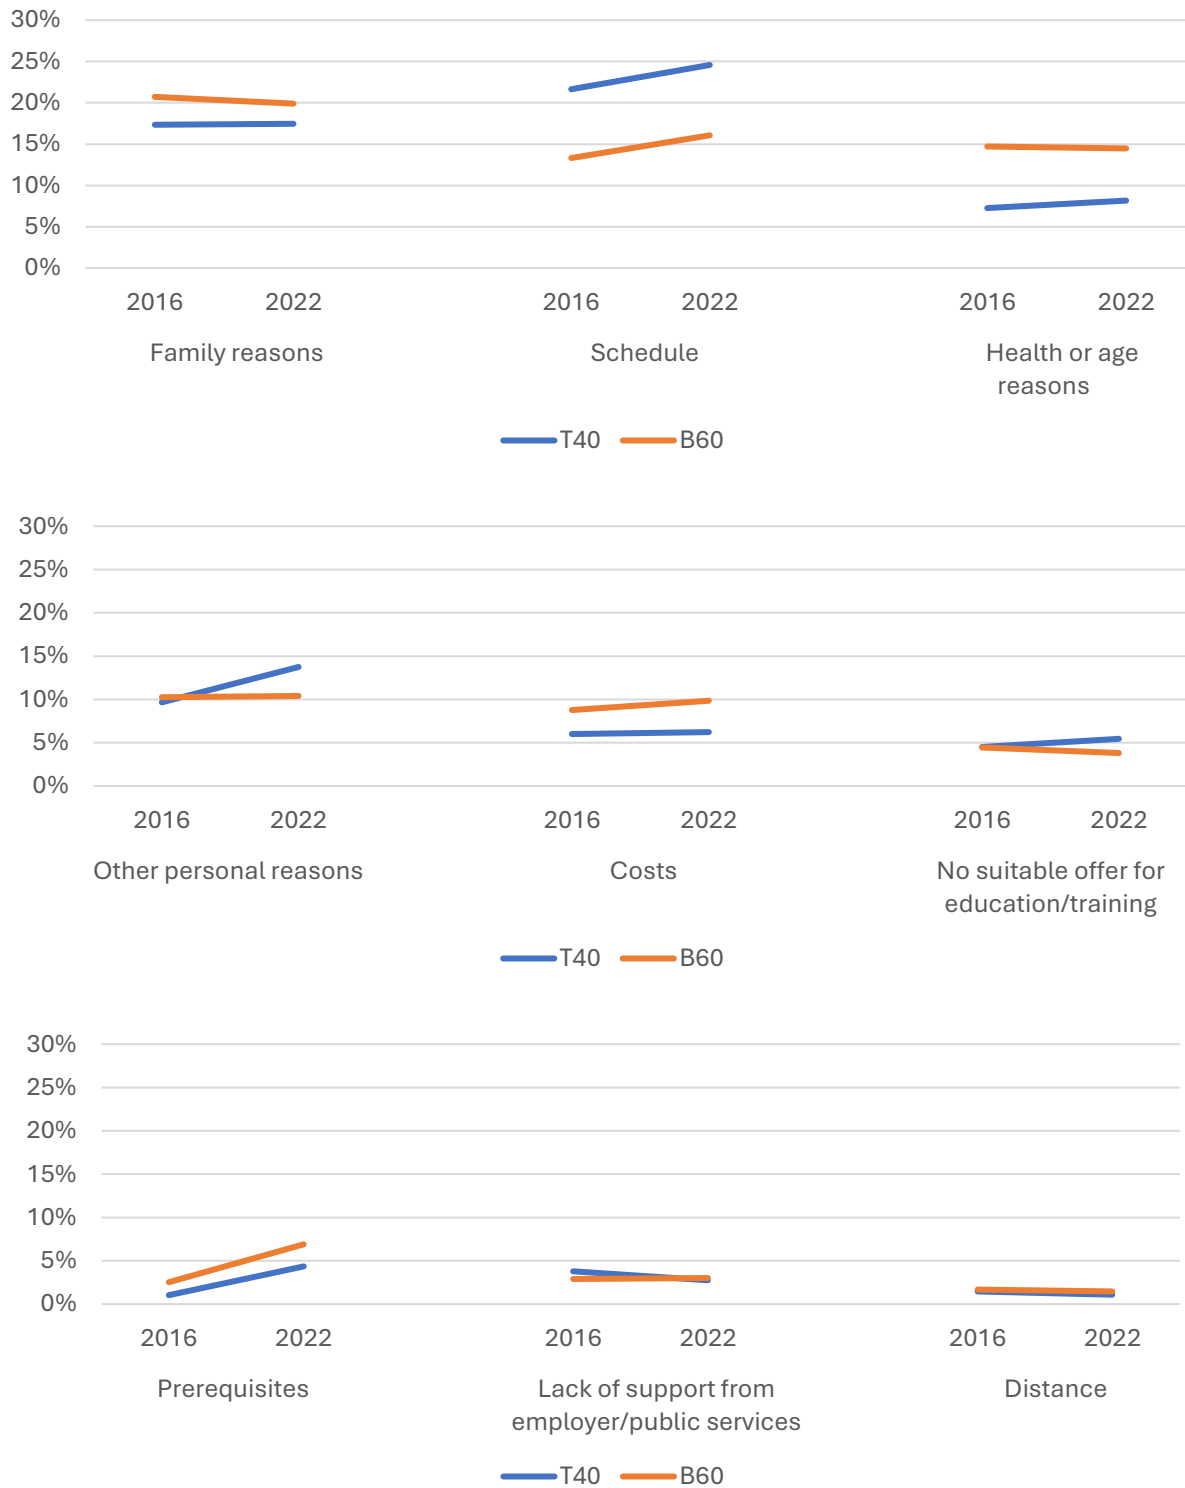 30%
25%
20%
15%
10%
5%
0%
2016 2022 2016 2022 2016 2022
Family reasons Schedule Health or age
reasons
T40 B60
30%
25%
20%
15%
10%
5%
0%
2016 2022 2016 2022 2016 2022
Other personal reasons Costs No suitable offer for
education/training
T40 B60
30%
25%
20%
15%
10%
5%
0%
2016 2022 2016 2022 2016 2022
Prerequisites Lack of support from Distance
employer/public services
T40 B60